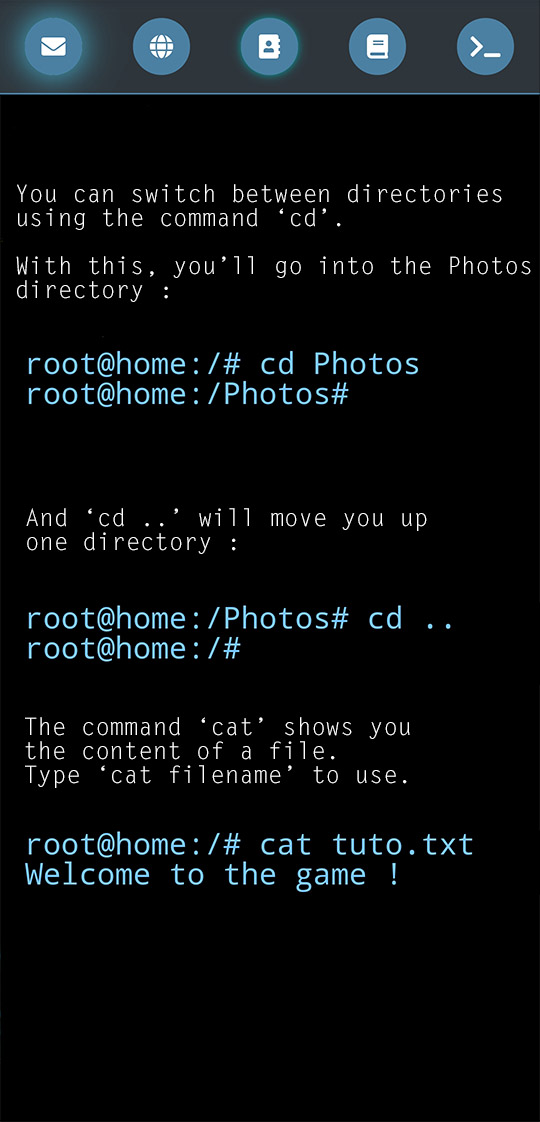 You can switch between directories
using the command ‘cd’.
With this, you’ll go into the Photos
directory :
root@home:/# cd Photos
root@home:/Photos#
And ‘cd ..’ will move you up
one directory :
root@home:/Photos# cd ..
root@home:/#
The command ‘cat’ shows you
the content of a file.
Type ‘cat filename’ to use.
root@home:/# cat tuto.txt
Welcome to the game !